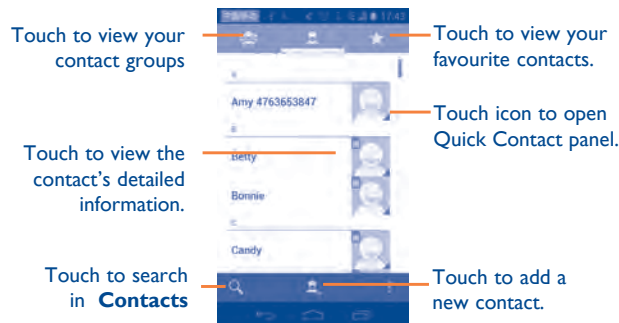 17:43
Touch to view your
contact groups
Touch to view your
favourite contacts.
A
Amy 4763653847
Touch icon to open
Quick Contact panel.
B
Betty
Touch to view the
contact's detailed
information.
Bonnie
C
Candy
Touch to search
in Contacts
Touch to add a
new contact.